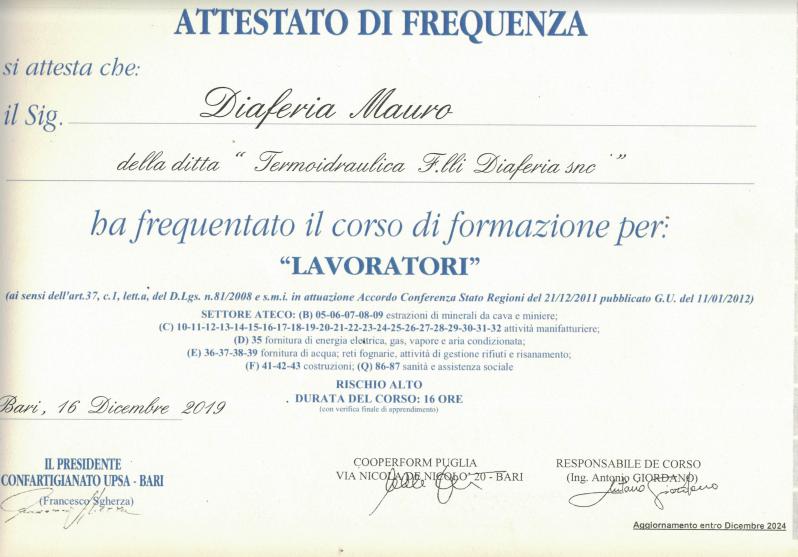 ATTESTATO DI FREQUENZA
si attesta che:
il Sig. Diaferia Mauro
della ditta " Termoidraulica F.lli Diaferia snc "
ha frequentato il corso di formazione per:
"LAVORATORI"
(ai sensi dell'art.37, c.1, lett.a, del D.Lgs. n.81/2008 e s.m.i. in attuazione Accordo Conferenza Stato Regioni del 21/12/2011 pubblicato G.U. del 11/01/2012)
SETTORE ATECO: (B) 05-06-07-08-09 estrazioni di minerali da cava e miniere;
(C) 10-11-12-13-14-15-16-17-18-19-20-21-22-23-24-25-26-27-28-29-30-31-32 attività manifatturiere;
(D) 35 fornitura di energia elettrica, gas, vapore e aria condizionata;
(E) 36-37-38-39 fornitura di acqua; reti fognarie, attività di gestione rifiuti e risanamento;
(F) 41-42-43 costruzioni; (Q) 86-87 sanità e assistenza sociale
RISCHIO ALTO
DURATA DEL CORSO: 16 ORE
(con verifica finale di apprendimento)
Bari, 16 Dicembre 2019
IL PRESIDENTE
CONFARTIGIANATO UPSA - BARI
(Francesco Sgherza)
COOPERFORM PUGLIA
VIA NICOLA DE NICOLO' 20 - BARI
RESPONSABILE DE CORSO
(Ing. Antonio GIORDANO)
Aggiornamento entro Dicembre 2024